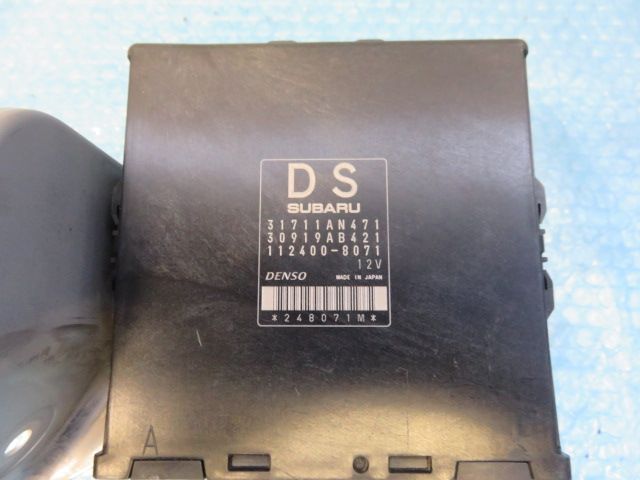 DS
SUBARU
31711AN471
30919AB421
112400-8071
12V
DENSO MADE IN JAPAN
*248071M*
A